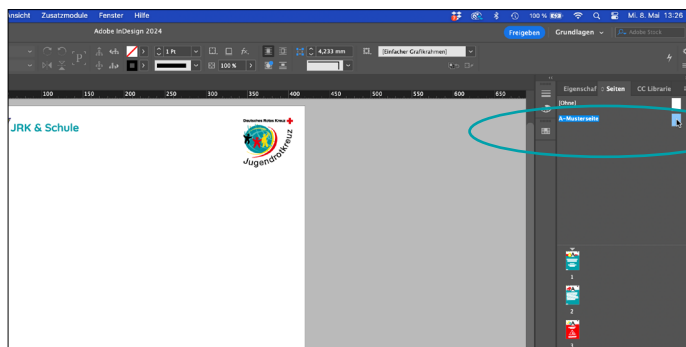 nsicht Zusatzmodule Fenster Hilfe 100 % Mi. 8. Mai 13:26
Adobe InDesign 2024 Freigeben Grundlagen Adobe Stock
1 Pt fx. 4,233 mm [Einfacher Grafikrahmen]
100 %
Eigenschaf Seiten CC Librarie
100 150 200 250 300 350 400 450 500 550 600 650
[Ohne]
A-Musterseite
JRK & Schule
Deutsches Rotes Kreuz
Jugendrotkreuz
1
2
3